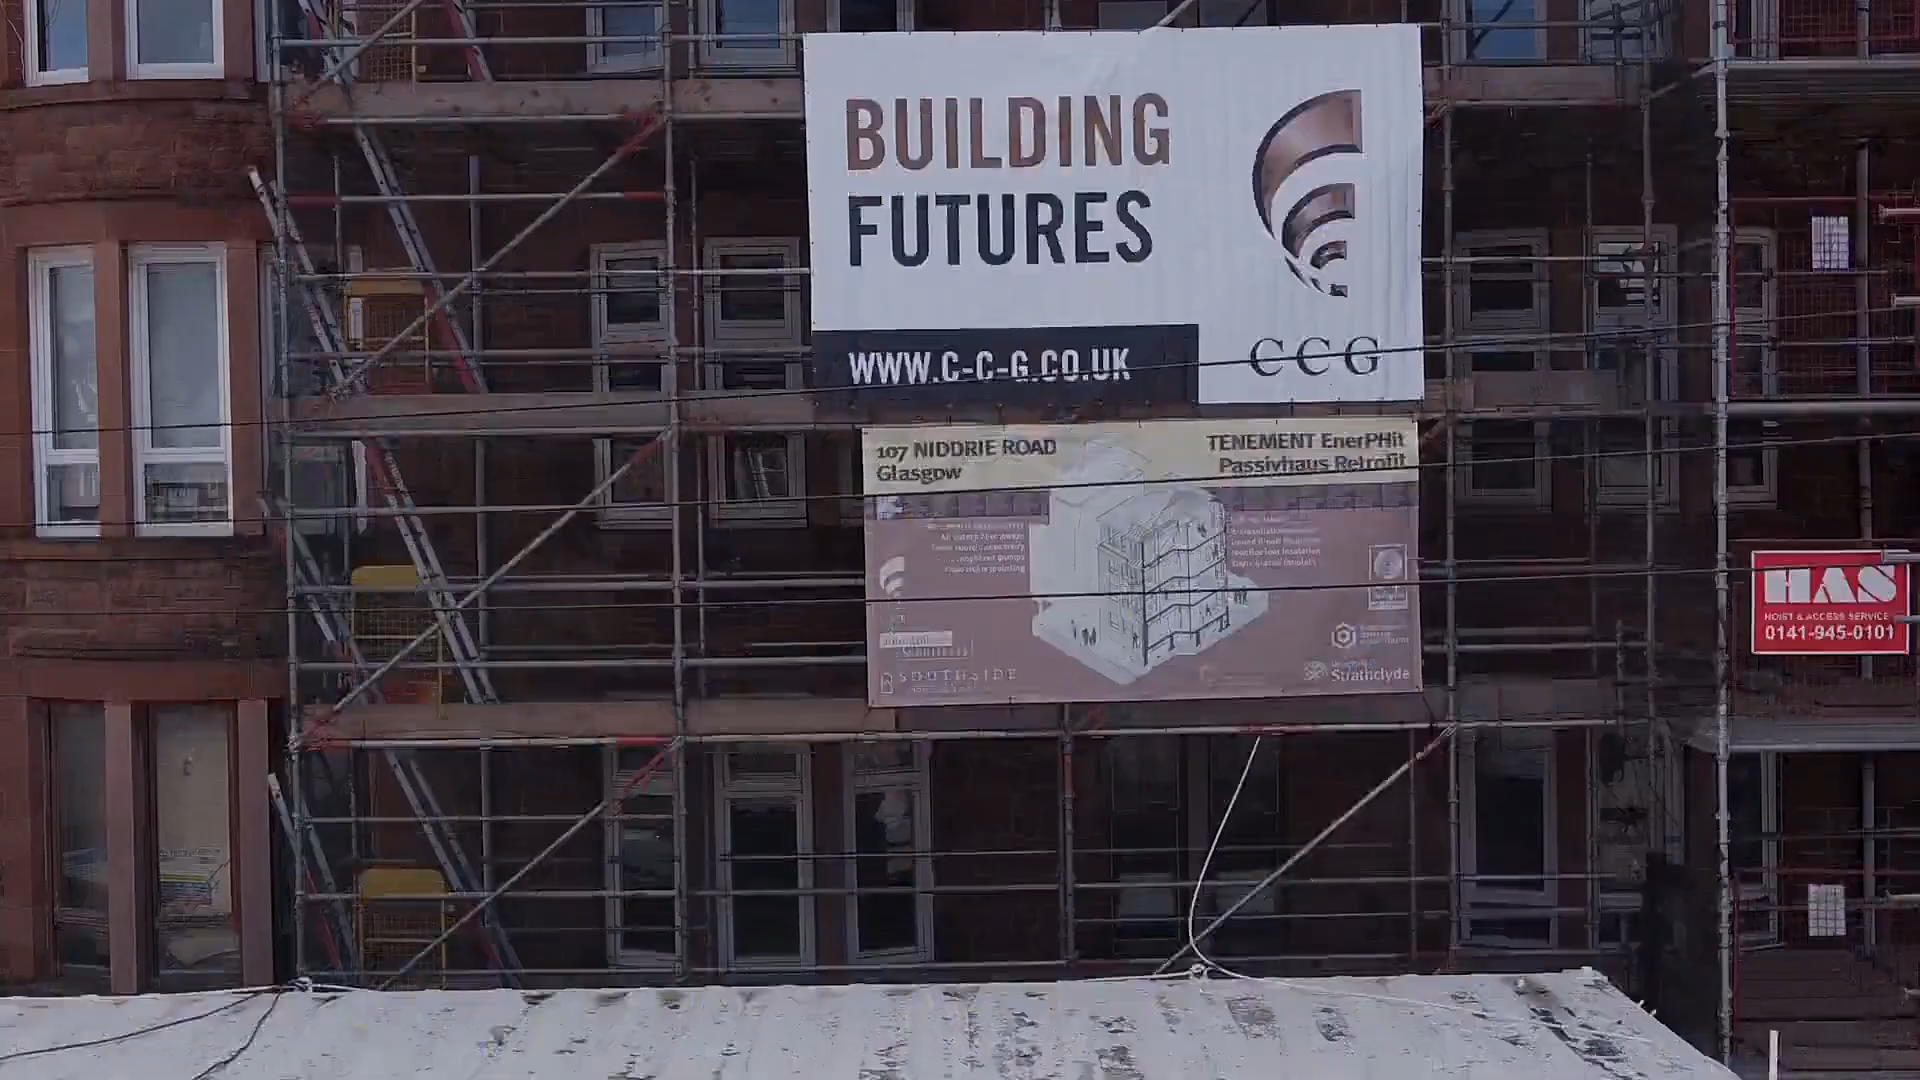 BUILDING
FUTURES
WWW.C-C-G.CO.UK
CCG
107 NIDDRIE ROAD
Glasgow
TENEMENT EnerPHit
Passivhaus Retrofit
SOUTHSIDE
Strathclyde
HAS
HOIST & ACCESS SERVICE
0141-945-0101